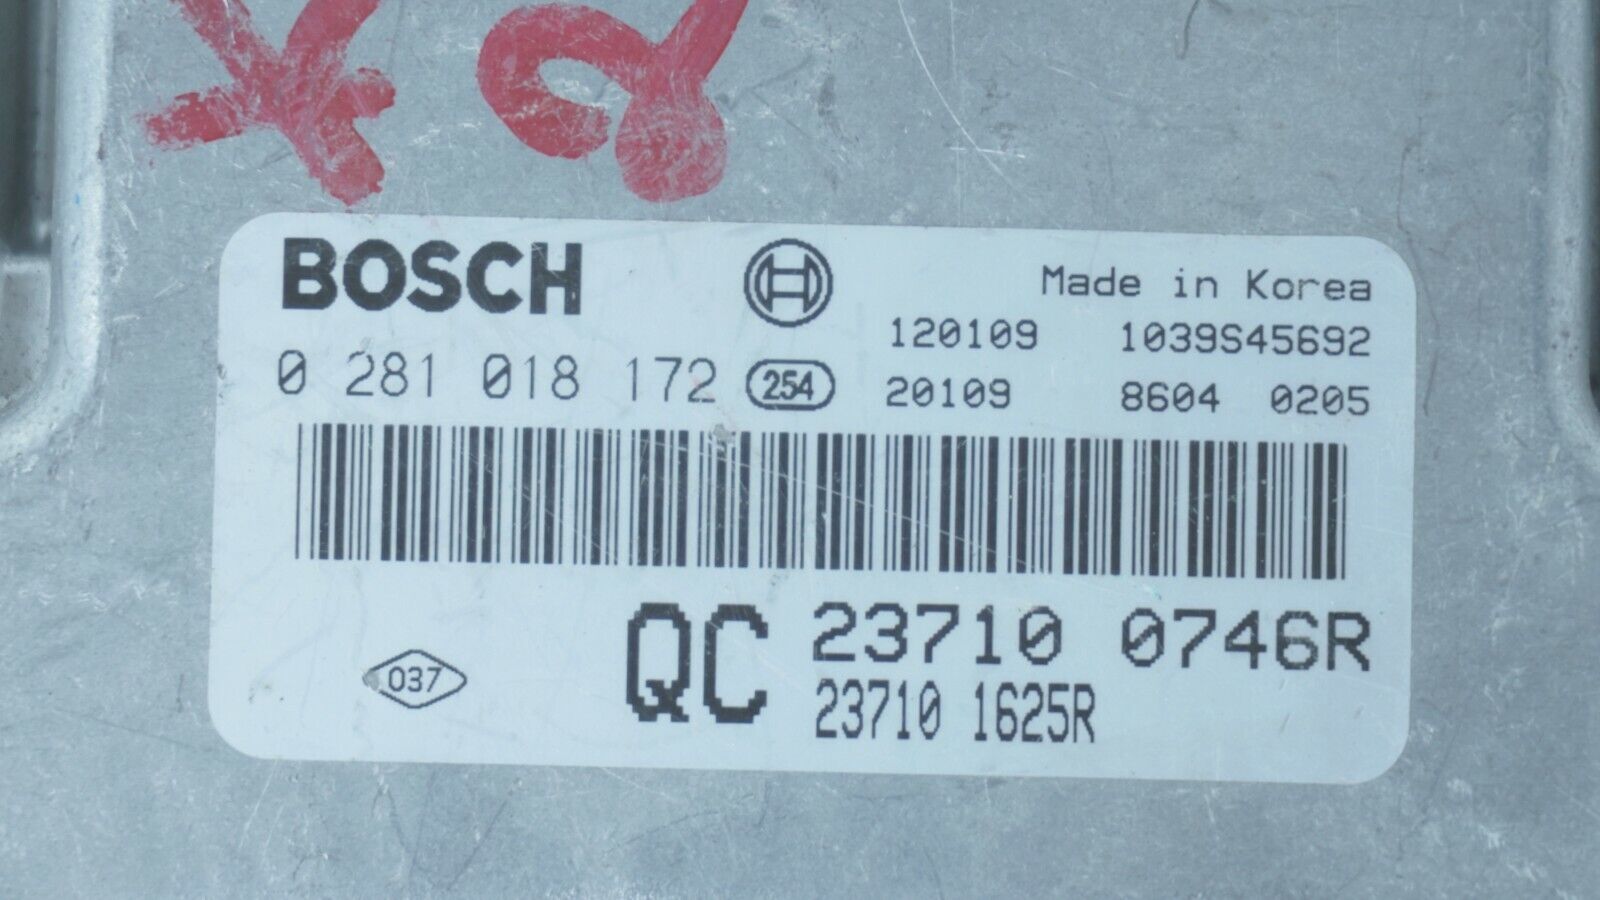 BOSCH
Made in Korea
120109 1039S45692
0 281 018 172 254 20109 8604 0205
QC 23710 0746R
037
23710 1625R